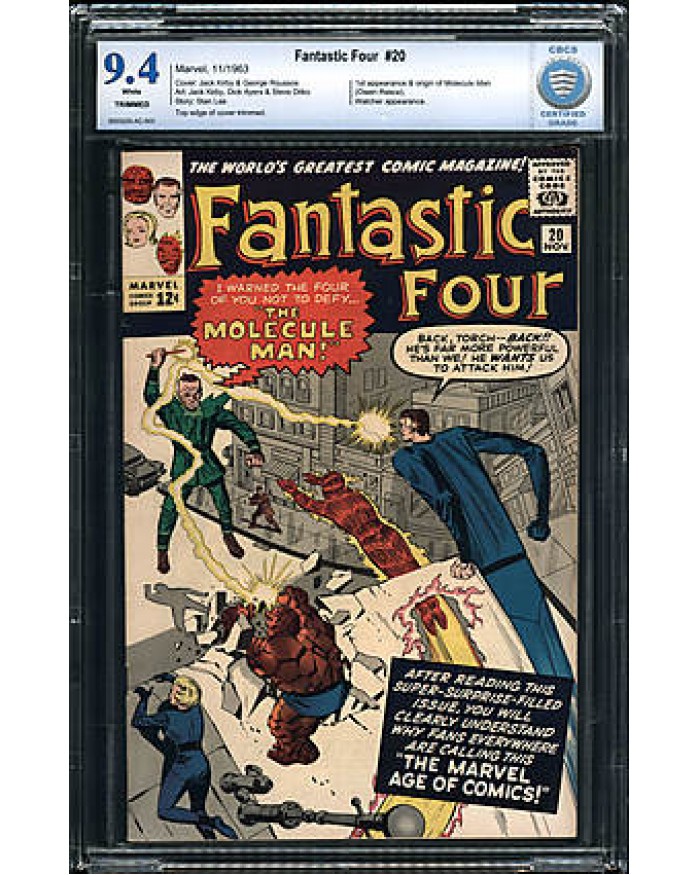 9.4
White
TRIMMED
Fantastic Four #20
Marvel, 11/1963
Cover: Jack Kirby & George Roussos
Art: Jack Kirby, Dick Ayers & Steve Ditko
Story: Stan Lee
Top edge of cover trimmed.
1st appearance & origin of Molecule Man
(Owen Reece).
Watcher appearance.
CBCS
CERTIFIED
GRADE
THE WORLD'S GREATEST COMIC MAGAZINE!
APPROVED
BY THE
COMICS
CODE
AUTHORITY
Fantastic
Four
20
NOV
MARVEL
COMICS
GROUP
12¢
I WARNED THE FOUR
OF YOU NOT TO DEFY...
THE
MOLECULE
MAN!
BACK, TORCH--BACK!!
HE'S FAR MORE POWERFUL
THAN WE! HE WANTS US
TO ATTACK HIM!
AFTER READING THIS
SUPER-SURPRISE-FILLED
ISSUE, YOU WILL
CLEARLY UNDERSTAND
WHY FANS EVERYWHERE
ARE CALLING THIS
"THE MARVEL
AGE OF COMICS!"